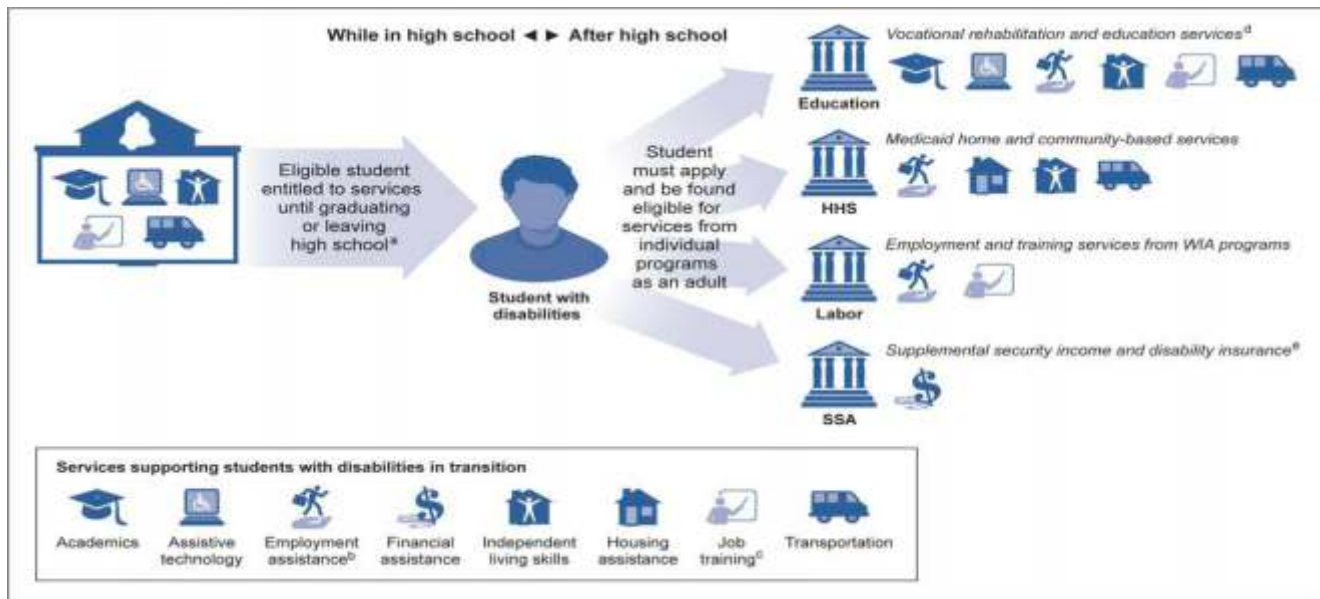 While in high school ◄ ► After high school
Vocational rehabilitation and education services^d
Education
Medicaid home and community-based services
HHS
Employment and training services from WIA programs
Labor
Supplemental security income and disability insurance^e
SSA
Eligible student
entitled to services
until graduating
or leaving
high school^a
Student with
disabilities
Student
must apply
and be found
eligible for
services from
individual
programs
as an adult
Services supporting students with disabilities in transition
Academics
Assistive
technology
Employment
assistance^b
Financial
assistance
Independent
living skills
Housing
assistance
Job
training^c
Transportation